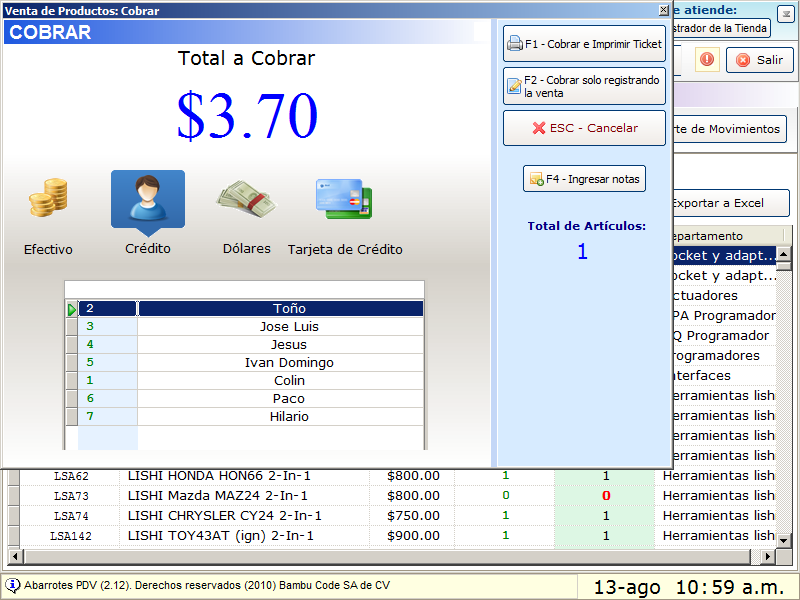 Venta de Productos: Cobrar
COBRAR
Total a Cobrar
$3.70
Efectivo
Crédito
Dólares
Tarjeta de Crédito
2 Toño
3 Jose Luis
4 Jesus
5 Ivan Domingo
1 Colin
6 Paco
7 Hilario
F1 - Cobrar e Imprimir Ticket
F2 - Cobrar solo registrando
la venta
ESC - Cancelar
F4 - Ingresar notas
Total de Artículos:
1
e atiende:
strador de la Tienda
Salir
rte de Movimientos
Exportar a Excel
epartamento
ocket y adapt...
ocket y adapt...
ctuadores
PA Programador
Q Programador
rogramadores
nterfaces
erramientas lish
erramientas lish
erramientas lish
erramientas lish
LSA62 LISHI HONDA HON66 2-In-1 $800.00 1 1 Herramientas lish
LSA73 LISHI Mazda MAZ24 2-In-1 $800.00 0 0 Herramientas lish
LSA74 LISHI CHRYSLER CY24 2-In-1 $750.00 1 1 Herramientas lish
LSA142 LISHI TOY43AT (ign) 2-In-1 $900.00 1 1 Herramientas lish
Abarrotes PDV (2.12). Derechos reservados (2010) Bambu Code SA de CV
13-ago 10:59 a.m.